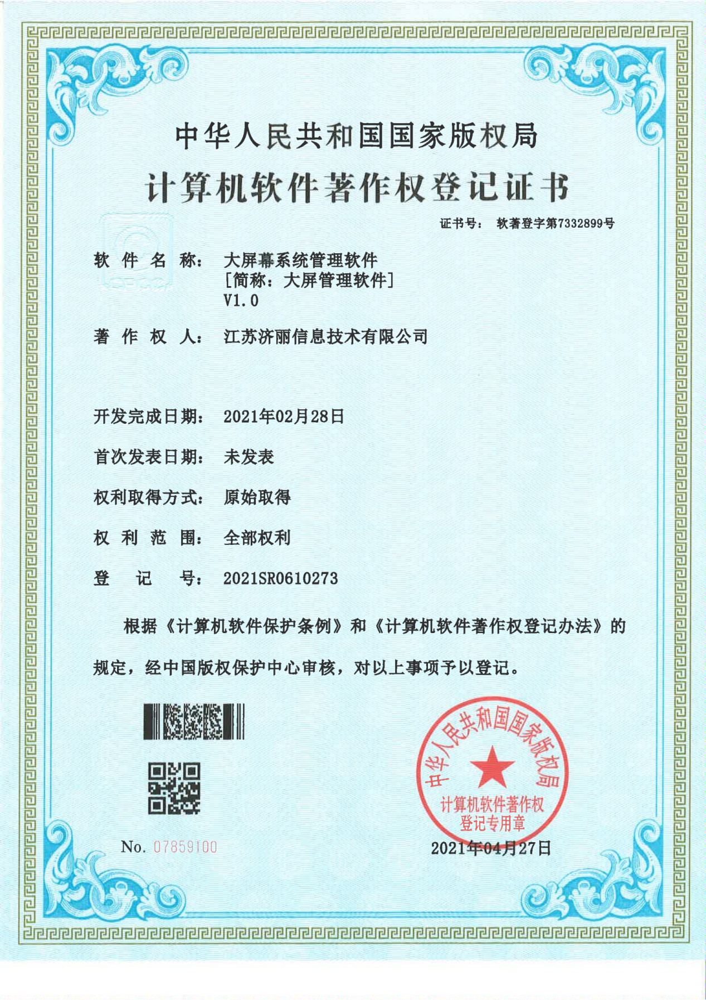 中华人民共和国国家版权局
计算机软件著作权登记证书
证书号： 软著登字第7332899号
软件名称： 大屏幕系统管理软件
[简称：大屏管理软件]
V1.0
著作权人： 江苏济丽信息技术有限公司
开发完成日期： 2021年02月28日
首次发表日期： 未发表
权利取得方式： 原始取得
权利范围： 全部权利
登记号： 2021SR0610273
根据《计算机软件保护条例》和《计算机软件著作权登记办法》的
规定，经中国版权保护中心审核，对以上事项予以登记。
中华人民共和国国家版权局
计算机软件著作权
登记专用章
No. 07859100
2021年04月27日